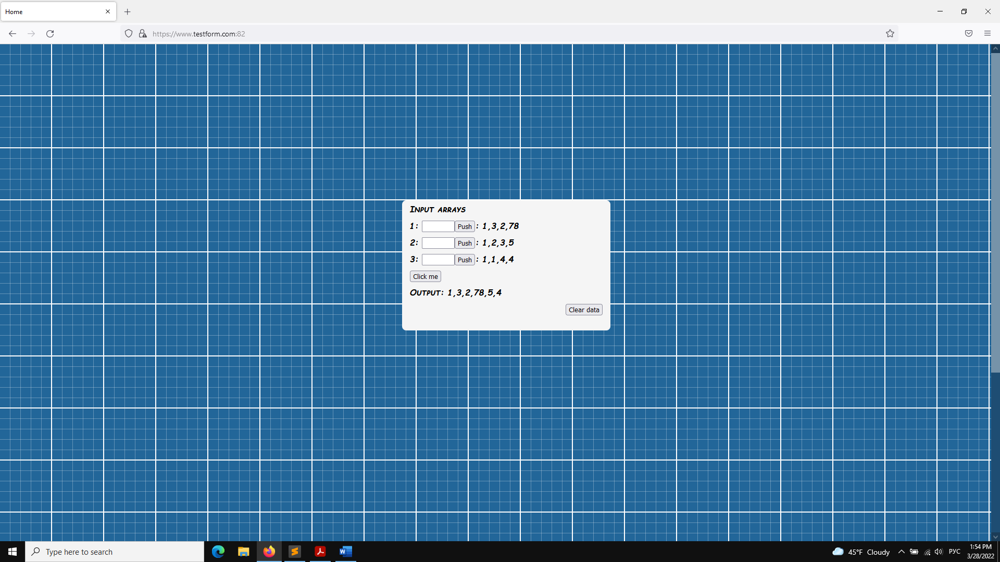 Home
https://www.testform.com:82
Input arrays
1: Push : 1,3,2,78
2: Push : 1,2,3,5
3: Push : 1,1,4,4
Click me
Output: 1,3,2,78,5,4
Clear data
Type here to search
45°F Cloudy
РУС
1:54 PM
3/28/2022